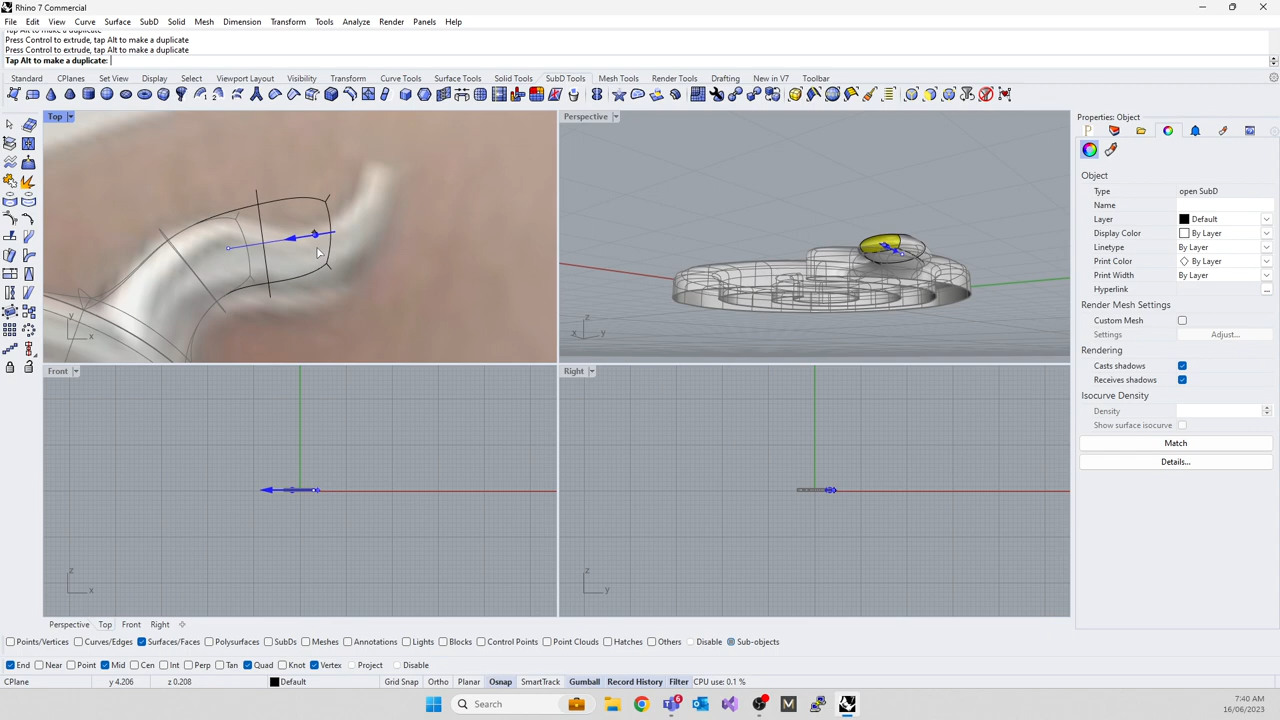 Rhino 7 Commercial
File Edit View Curve Surface SubD Solid Mesh Dimension Transform Tools Analyze Render Panels Help
Press Control to extrude, tap Alt to make a duplicate
Press Control to extrude, tap Alt to make a duplicate
Tap Alt to make a duplicate:
Standard CPlanes Set View Display Select Viewport Layout Visibility Transform Curve Tools Surface Tools Solid Tools SubD Tools Mesh Tools Render Tools Drafting New in V7 Toolbar
Top
Perspective
Properties: Object
Object
Type open SubD
Name
Layer Default
Display Color By Layer
Linetype By Layer
Print Color By Layer
Print Width By Layer
Hyperlink ...
Render Mesh Settings
Custom Mesh
Settings Adjust...
Rendering
Casts shadows
Receives shadows
Isocurve Density
Density
Show surface isocurve
Match
Details...
y
x
z
x y
Front
Right
z
x
z
y
Perspective Top Front Right
Points/Vertices Curves/Edges Surfaces/Faces Polysurfaces SubDs Meshes Annotations Lights Blocks Control Points Point Clouds Hatches Others Disable Sub-objects
End Near Point Mid Cen Int Perp Tan Quad Knot Vertex Project Disable
CPlane y 4.206 z 0.208 Default Grid Snap Ortho Planar Osnap SmartTrack Gumball Record History Filter CPU use: 0.1 %
Search
7:40 AM
16/06/2023